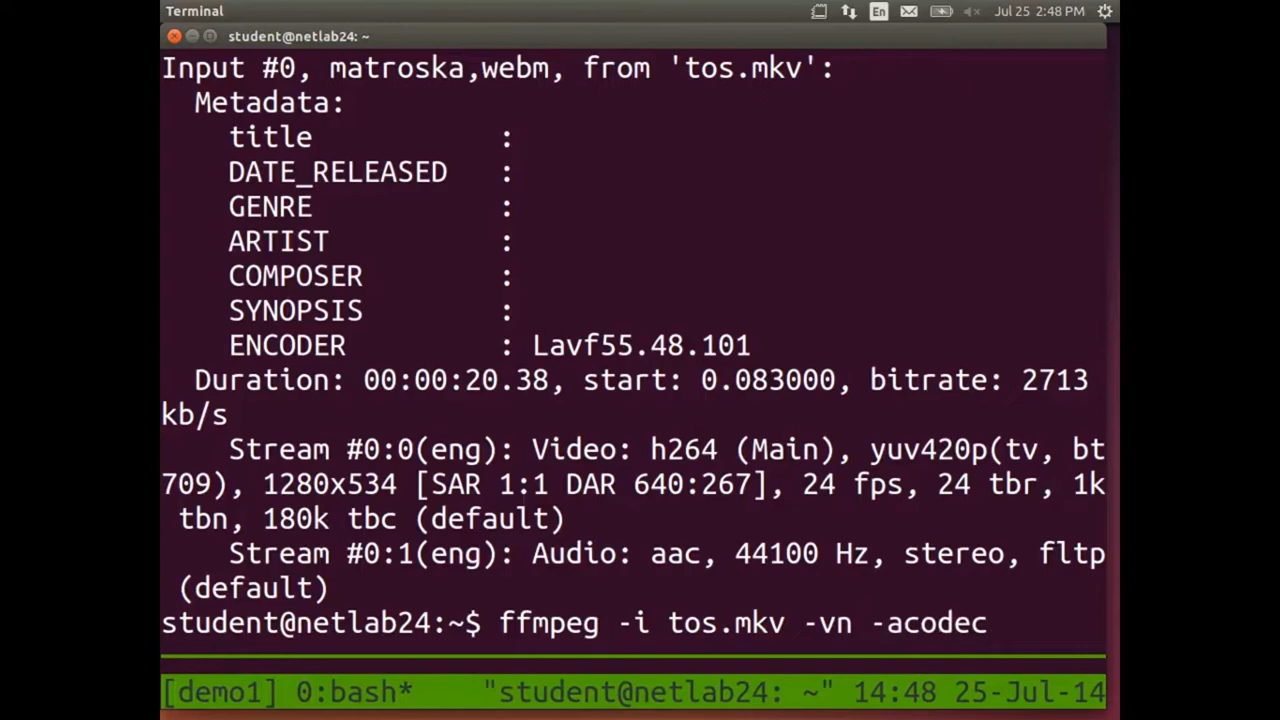 Terminal
En
Jul 25 2:48 PM
student@netlab24: ~
Input #0, matroska,webm, from 'tos.mkv':
Metadata:
title :
DATE_RELEASED :
GENRE :
ARTIST :
COMPOSER :
SYNOPSIS :
ENCODER : Lavf55.48.101
Duration: 00:00:20.38, start: 0.083000, bitrate: 2713
kb/s
Stream #0:0(eng): Video: h264 (Main), yuv420p(tv, bt
709), 1280x534 [SAR 1:1 DAR 640:267], 24 fps, 24 tbr, 1k
tbn, 180k tbc (default)
Stream #0:1(eng): Audio: aac, 44100 Hz, stereo, fltp
(default)
student@netlab24:~$ ffmpeg -i tos.mkv -vn -acodec
[demo1] 0:bash* "student@netlab24: ~" 14:48 25-Jul-14